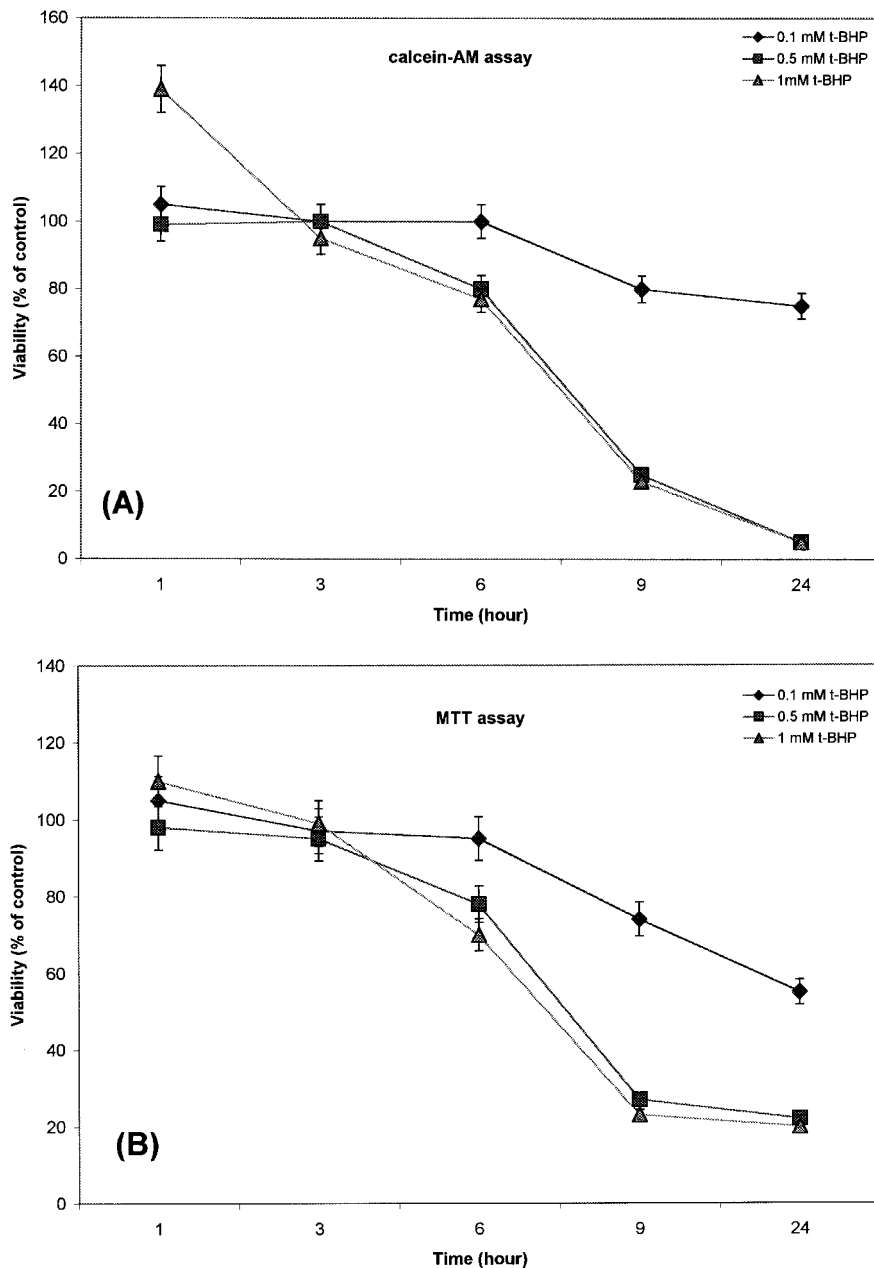 160
140
120
100
80
60
40
20
0
Viability (% of control)
calcein-AM assay
0.1 mM t-BHP
0.5 mM t-BHP
1mM t-BHP
(A)
1 3 6 9 24
Time (hour)
140
120
100
80
60
40
20
0
Viability (% of control)
MTT assay
0.1 mM t-BHP
0.5 mM t-BHP
1 mM t-BHP
(B)
1 3 6 9 24
Time (hour)